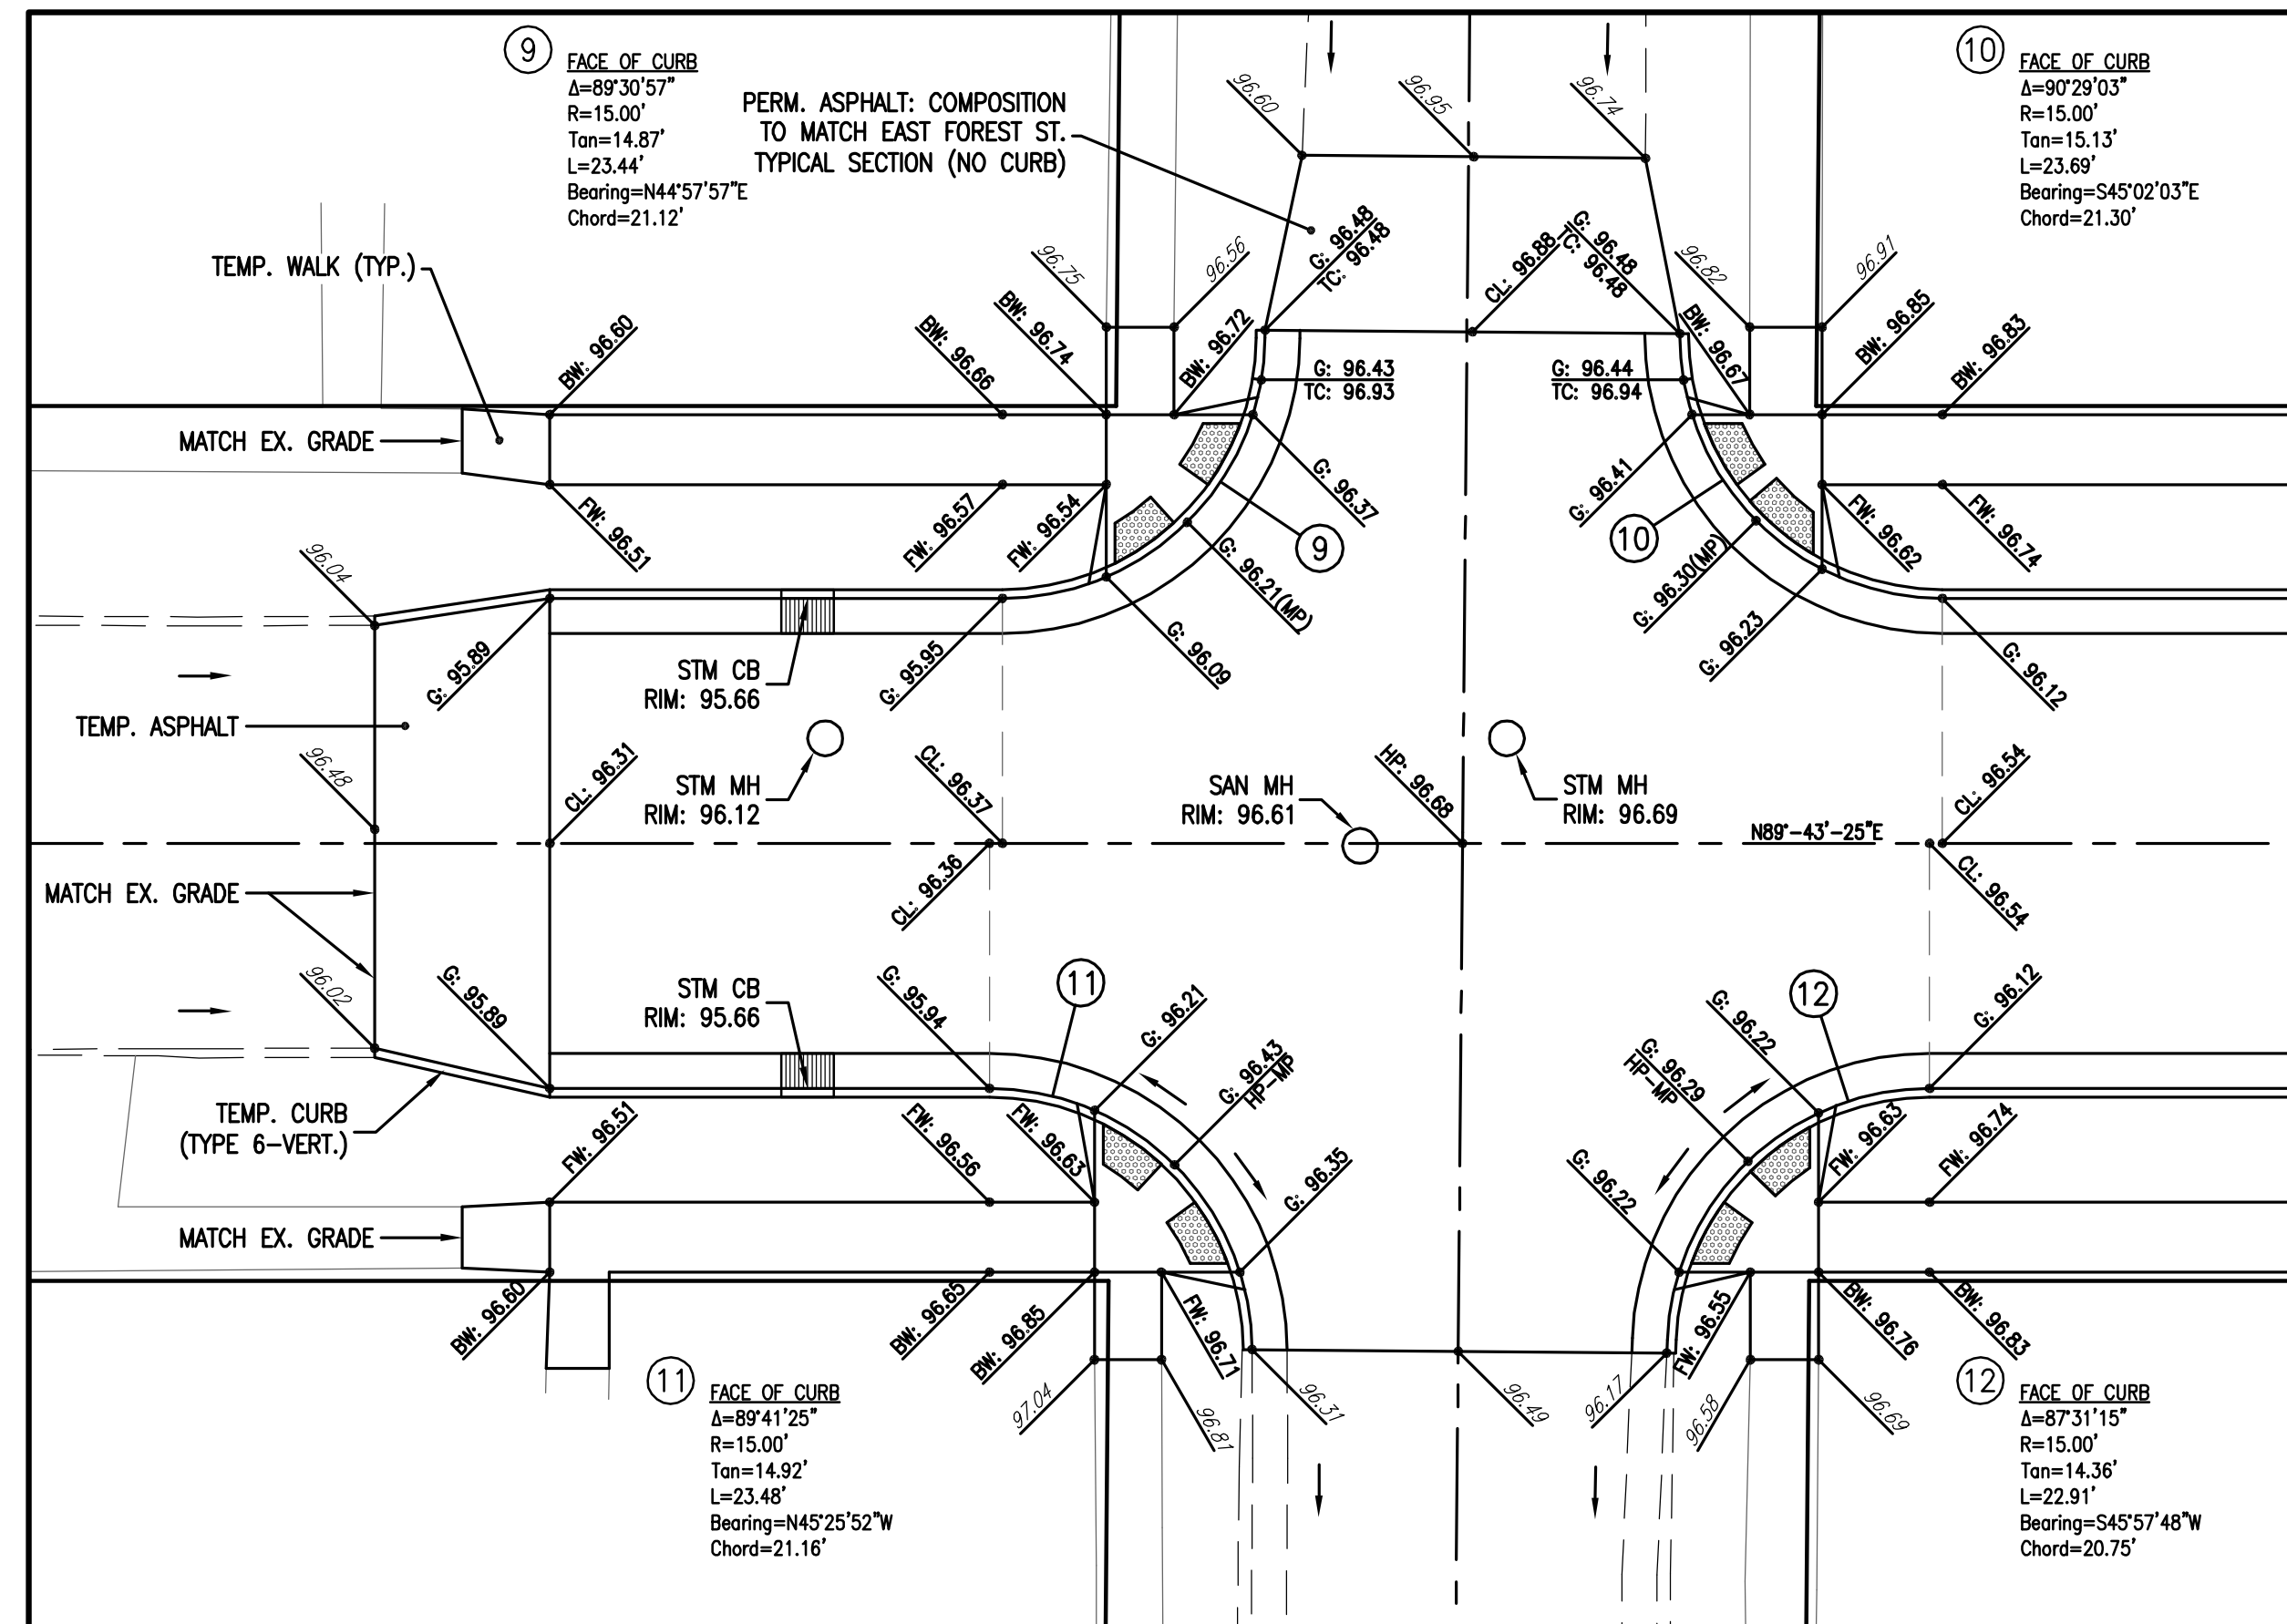 9
FACE OF CURB
Δ=89°30'57"
R=15.00'
Tan=14.87'
L=23.44'
Bearing=N44°57'57"E
Chord=21.12'
PERM. ASPHALT: COMPOSITION
TO MATCH EAST FOREST ST.
TYPICAL SECTION (NO CURB)
96.60
96.95
96.74
10
FACE OF CURB
Δ=90°29'03"
R=15.00'
Tan=15.13'
L=23.69'
Bearing=S45°02'03"E
Chord=21.30'
TEMP. WALK (TYP.)
96.75
96.56
G: 96.48
TC: 96.48
CL: 96.88
G: 96.48
TC: 96.48
96.82
96.91
BW: 96.60
BW: 96.66
BW: 96.74
BW: 96.72
BW: 96.67
BW: 96.85
BW: 96.83
G: 96.43
TC: 96.93
G: 96.44
TC: 96.94
MATCH EX. GRADE
FW: 96.51
FW: 96.57
FW: 96.54
G: 96.37
G: 96.41
FW: 96.62
FW: 96.74
9
10
G: 96.21(MP)
G: 96.30(MP)
96.04
G: 95.89
STM CB
RIM: 95.66
G: 95.95
G: 96.09
G: 96.23
G: 96.12
TEMP. ASPHALT
96.48
CL: 96.31
STM MH
RIM: 96.12
CL: 96.37
SAN MH
RIM: 96.61
HP: 96.68
STM MH
RIM: 96.69
N89°-43'-25"E
CL: 96.54
MATCH EX. GRADE
CL: 96.36
CL: 96.54
96.02
G: 95.89
STM CB
RIM: 95.66
G: 95.94
11
G: 96.21
G: 96.43
HP-MP
G: 96.35
12
G: 96.22
G: 96.29
HP-MP
G: 96.22
G: 96.12
TEMP. CURB
(TYPE 6-VERT.)
FW: 96.51
FW: 96.56
FW: 96.63
FW: 96.63
FW: 96.74
MATCH EX. GRADE
BW: 96.60
BW: 96.65
BW: 96.85
FW: 96.71
FW: 96.55
BW: 96.76
BW: 96.83
97.04
96.81
96.31
96.49
96.17
96.58
96.69
11
FACE OF CURB
Δ=89°41'25"
R=15.00'
Tan=14.92'
L=23.48'
Bearing=N45°25'52"W
Chord=21.16'
12
FACE OF CURB
Δ=87°31'15"
R=15.00'
Tan=14.36'
L=22.91'
Bearing=S45°57'48"W
Chord=20.75'